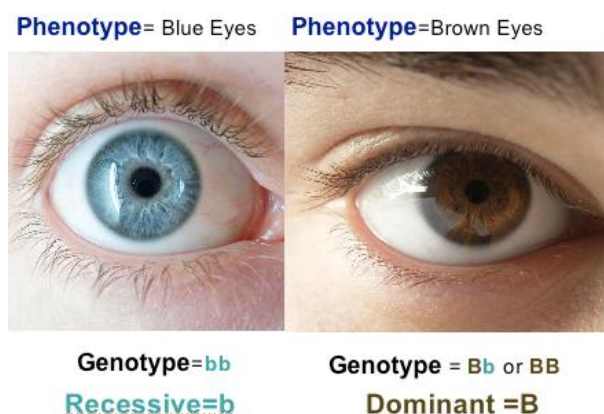 Phenotype= Blue Eyes
Phenotype=Brown Eyes
Genotype=bb
Genotype = Bb or BB
Recessive=b
Dominant =B